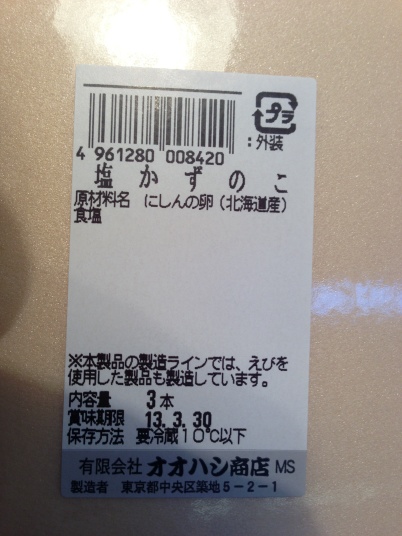 プラ
:外装
4 961280 008420
塩かずのこ
原材料名 にしんの卵(北海道産)
食塩
※本製品の製造ラインでは、えびを
使用した製品も製造しています。
内容量 3本
賞味期限 13.3.30
保存方法 要冷蔵10℃以下
有限会社 オオハシ商店 MS
製造者 東京都中央区築地5-2-1